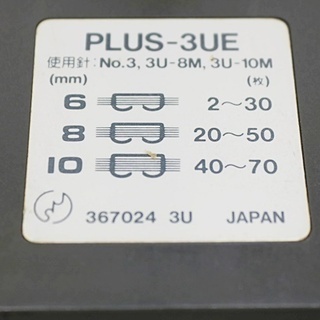 PLUS-3UE
使用針: No.3, 3U-8M, 3U-10M
(mm) (枚)
6 2～30
8 20～50
10 40～70
367024 3U JAPAN